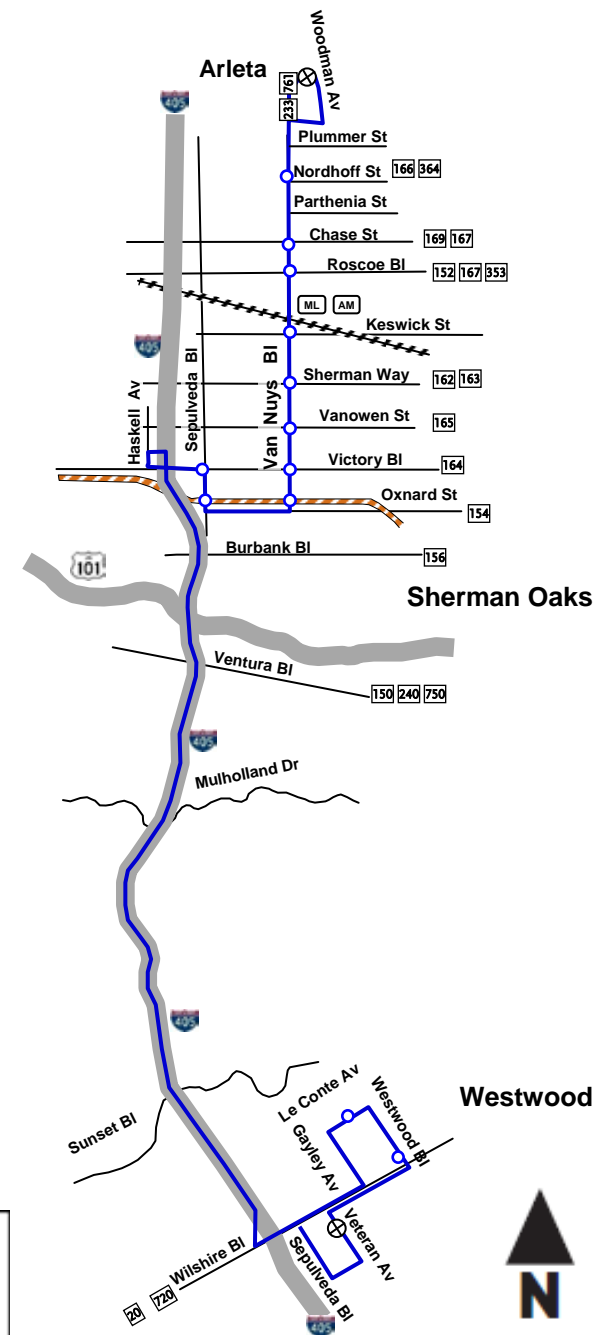 Woodman Av
Arleta
761
233
405
Plummer St
Nordhoff St 166 364
Parthenia St
Chase St 169 167
Roscoe Bl 152 167 353
ML AM
Keswick St
405
Sepulveda Bl
Van Nuys Bl
Haskell Av
Sherman Way 162 163
Vanowen St 165
Victory Bl 164
Oxnard St
154
Burbank Bl 156
101
Sherman Oaks
Ventura Bl
150 240 750
405
Mulholland Dr
405
Le Conte Av
Westwood Bl
Westwood
Sunset Bl
Gayley Av
Veteran Av
Wilshire Bl
Sepulveda Bl
20 720
405
N